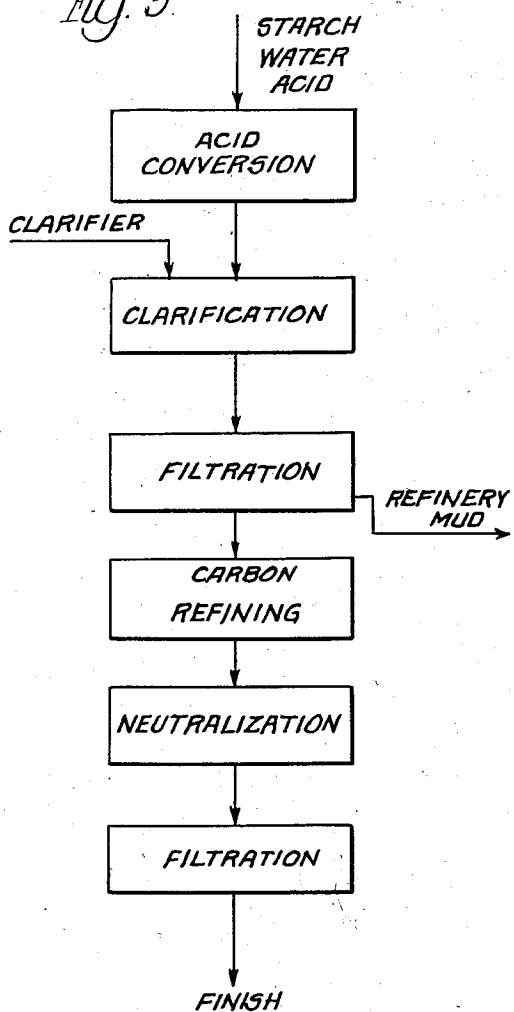 Fig. 5.
STARCH
WATER
ACID
ACID
CONVERSION
CLARIFIER
CLARIFICATION
FILTRATION
REFINERY
MUD
CARBON
REFINING
NEUTRALIZATION
FILTRATION
FINISH